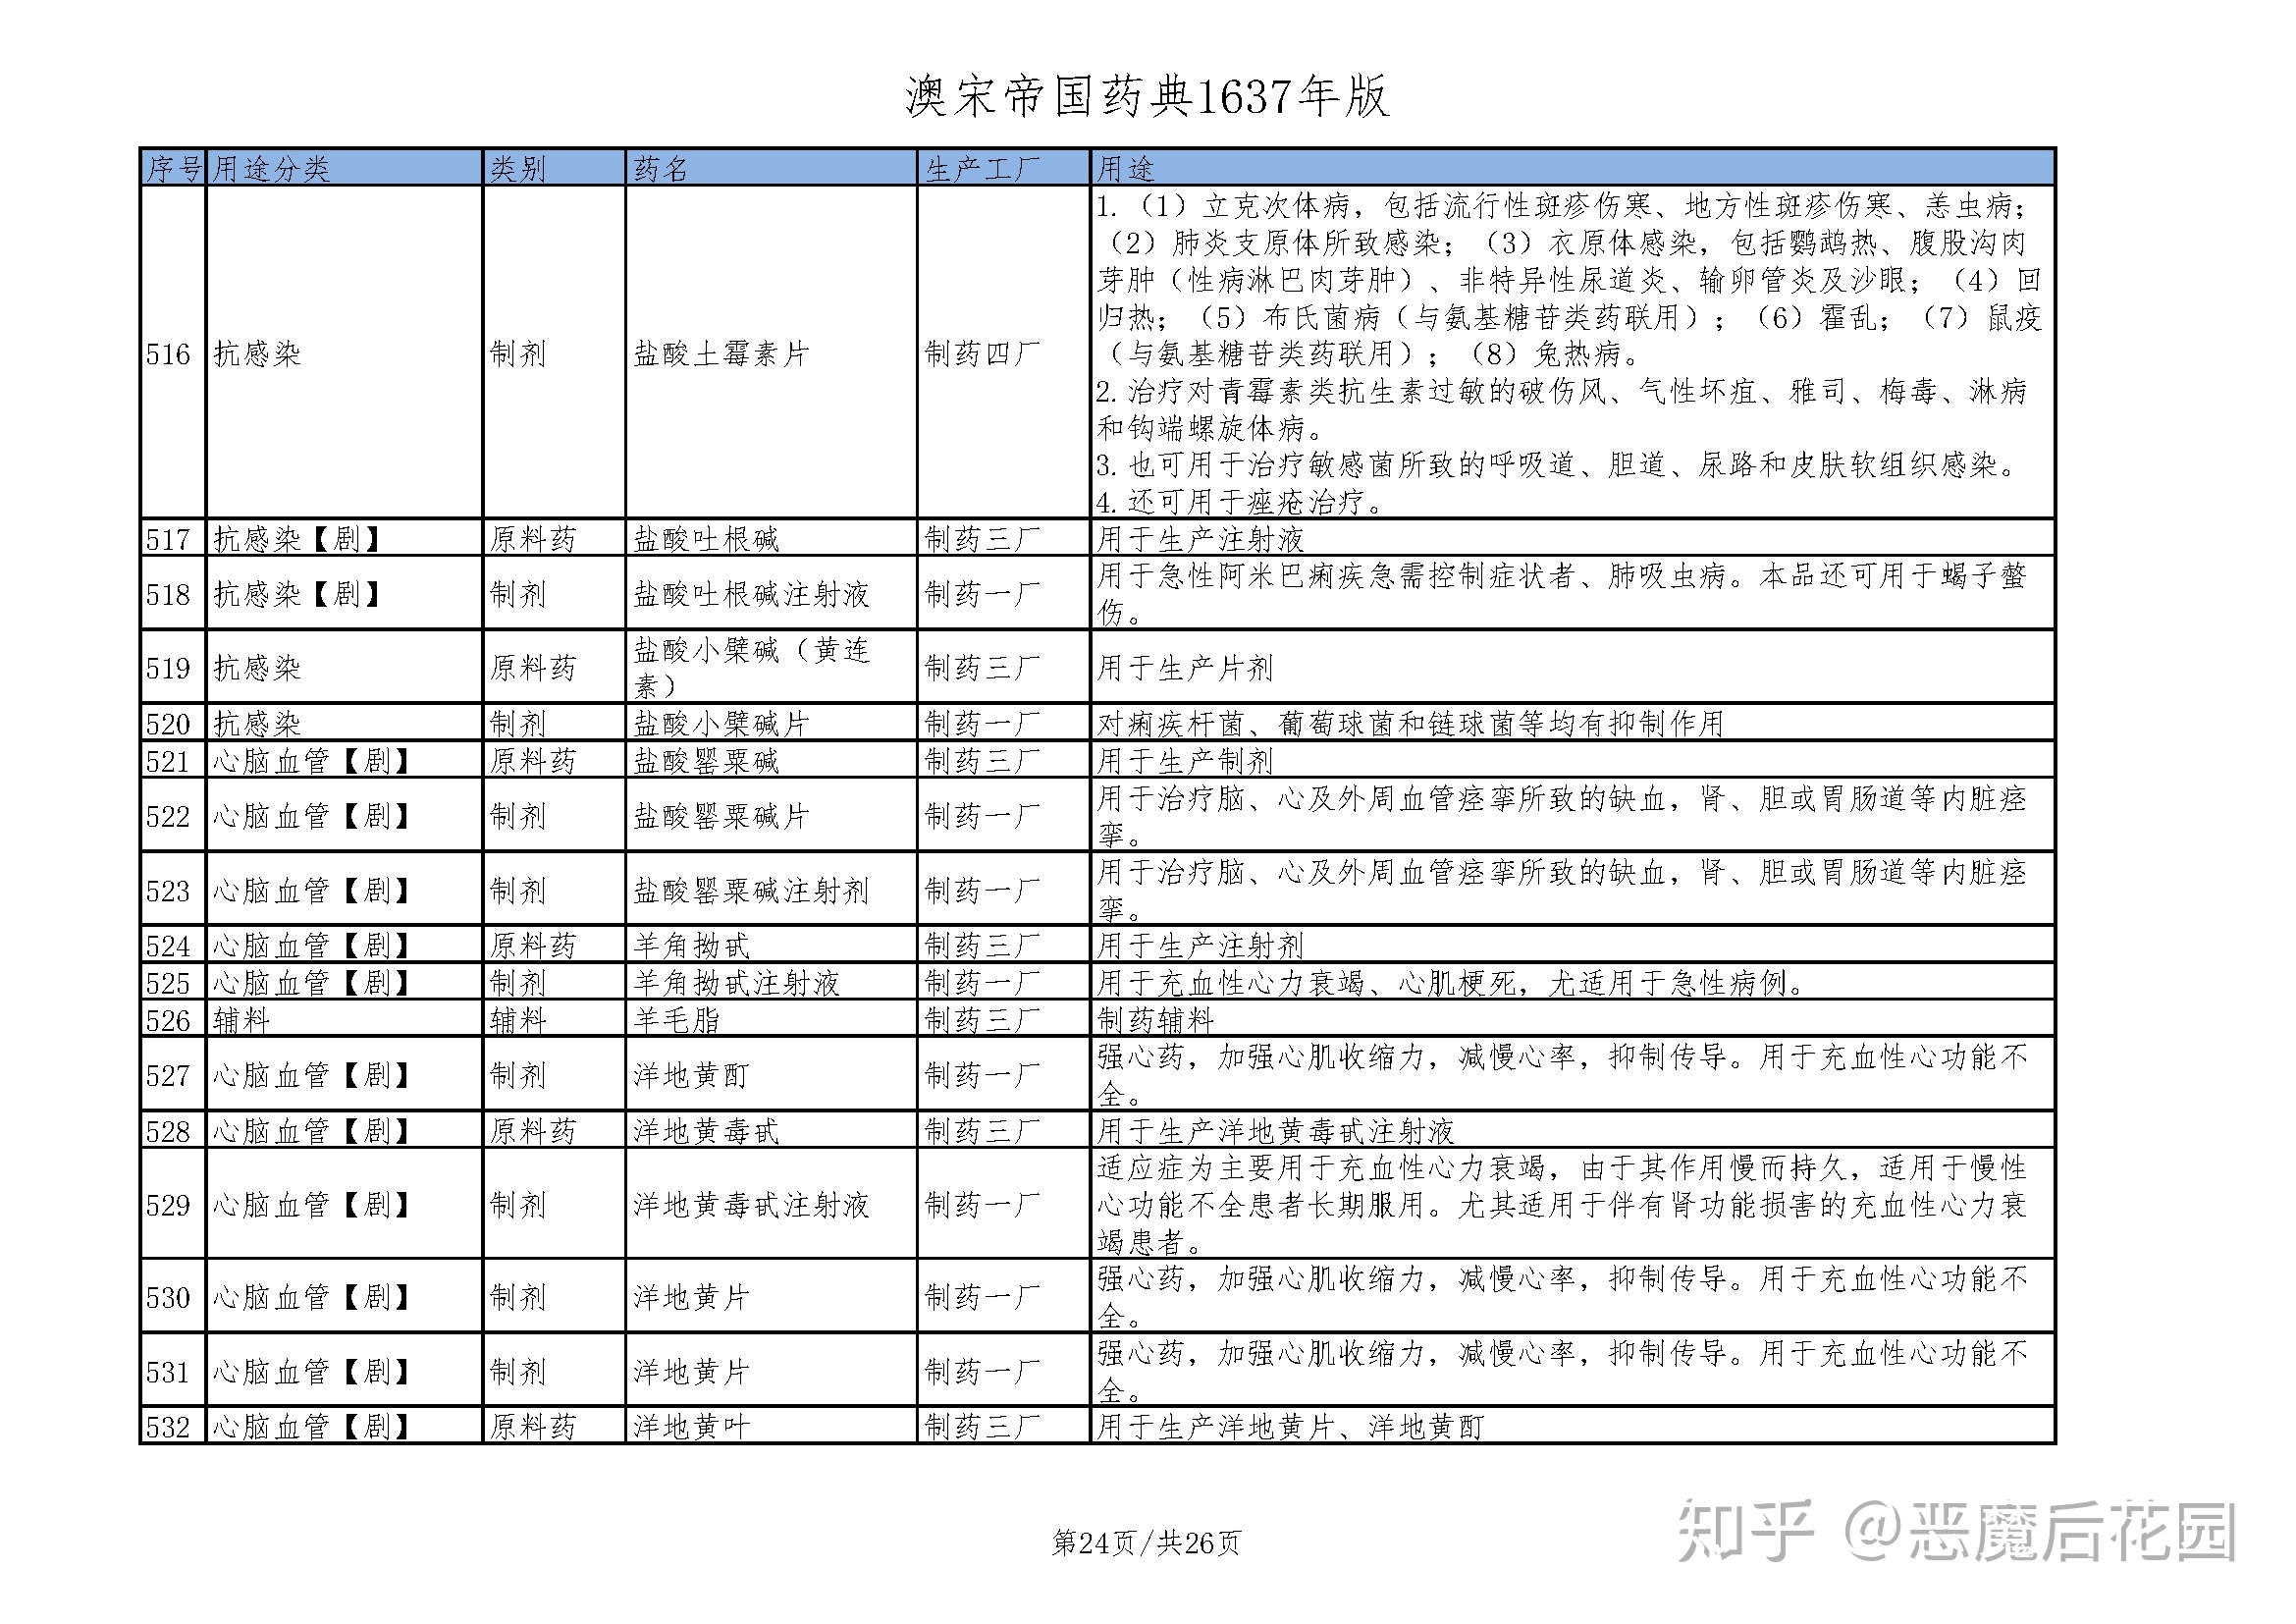 澳宋帝国药典1637年版
序号 用途分类 类别 药名 生产工厂 用途
516 抗感染 制剂 盐酸土霉素片 制药四厂 1.（1）立克次体病，包括流行性斑疹伤寒、地方性斑疹伤寒、恙虫病；
（2）肺炎支原体所致感染；（3）衣原体感染，包括鹦鹉热、腹股沟肉
芽肿（性病淋巴肉芽肿）、非特异性尿道炎、输卵管炎及沙眼；（4）回
归热；（5）布氏菌病（与氨基糖苷类药联用）；（6）霍乱；（7）鼠疫
（与氨基糖苷类药联用）；（8）兔热病。
2.治疗对青霉素类抗生素过敏的破伤风、气性坏疽、雅司、梅毒、淋病
和钩端螺旋体病。
3.也可用于治疗敏感菌所致的呼吸道、胆道、尿路和皮肤软组织感染。
4.还可用于痤疮治疗。
517 抗感染【剧】 原料药 盐酸吐根碱 制药三厂 用于生产注射液
518 抗感染【剧】 制剂 盐酸吐根碱注射液 制药一厂 用于急性阿米巴痢疾急需控制症状者、肺吸虫病。本品还可用于蝎子螫
伤。
519 抗感染 原料药 盐酸小檗碱（黄连
素） 制药三厂 用于生产片剂
520 抗感染 制剂 盐酸小檗碱片 制药一厂 对痢疾杆菌、葡萄球菌和链球菌等均有抑制作用
521 心脑血管【剧】 原料药 盐酸罂粟碱 制药三厂 用于生产制剂
522 心脑血管【剧】 制剂 盐酸罂粟碱片 制药一厂 用于治疗脑、心及外周血管痉挛所致的缺血，肾、胆或胃肠道等内脏痉
挛。
523 心脑血管【剧】 制剂 盐酸罂粟碱注射剂 制药一厂 用于治疗脑、心及外周血管痉挛所致的缺血，肾、胆或胃肠道等内脏痉
挛。
524 心脑血管【剧】 原料药 羊角拗甙 制药三厂 用于生产注射剂
525 心脑血管【剧】 制剂 羊角拗甙注射液 制药一厂 用于充血性心力衰竭、心肌梗死，尤适用于急性病例。
526 辅料 辅料 羊毛脂 制药三厂 制药辅料
527 心脑血管【剧】 制剂 洋地黄酊 制药一厂 强心药，加强心肌收缩力，减慢心率，抑制传导。用于充血性心功能不
全。
528 心脑血管【剧】 原料药 洋地黄毒甙 制药三厂 用于生产洋地黄毒甙注射液
529 心脑血管【剧】 制剂 洋地黄毒甙注射液 制药一厂 适应症为主要用于充血性心力衰竭，由于其作用慢而持久，适用于慢性
心功能不全患者长期服用。尤其适用于伴有肾功能损害的充血性心力衰
竭患者。
530 心脑血管【剧】 制剂 洋地黄片 制药一厂 强心药，加强心肌收缩力，减慢心率，抑制传导。用于充血性心功能不
全。
531 心脑血管【剧】 制剂 洋地黄片 制药一厂 强心药，加强心肌收缩力，减慢心率，抑制传导。用于充血性心功能不
全。
532 心脑血管【剧】 原料药 洋地黄叶 制药三厂 用于生产洋地黄片、洋地黄酊
第24页/共26页
知乎 @恶魔后花园